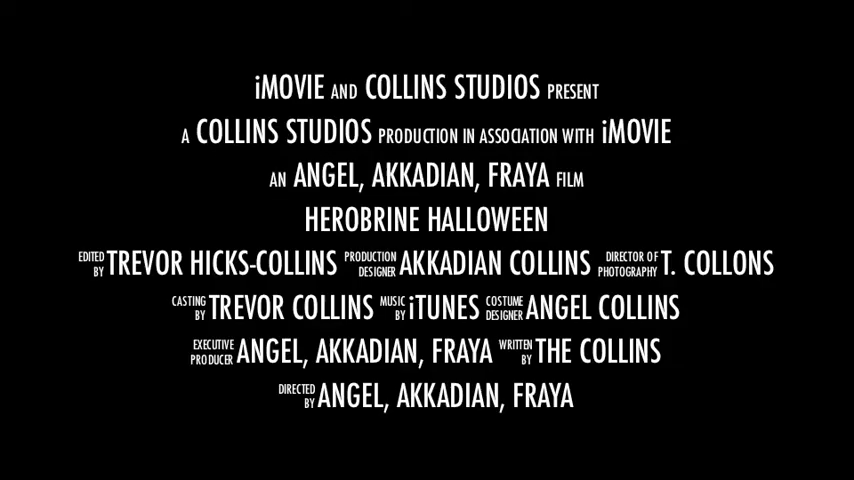 iMOVIE AND COLLINS STUDIOS PRESENT
A COLLINS STUDIOS PRODUCTION IN ASSOCIATION WITH iMOVIE
AN ANGEL, AKKADIAN, FRAYA FILM
HEROBRINE HALLOWEEN
EDITED BY TREVOR HICKS-COLLINS PRODUCTION DESIGNER AKKADIAN COLLINS DIRECTOR OF PHOTOGRAPHY T. COLLONS
CASTING BY TREVOR COLLINS MUSIC BY iTUNES COSTUME DESIGNER ANGEL COLLINS
EXECUTIVE PRODUCER ANGEL, AKKADIAN, FRAYA WRITTEN BY THE COLLINS
DIRECTED BY ANGEL, AKKADIAN, FRAYA